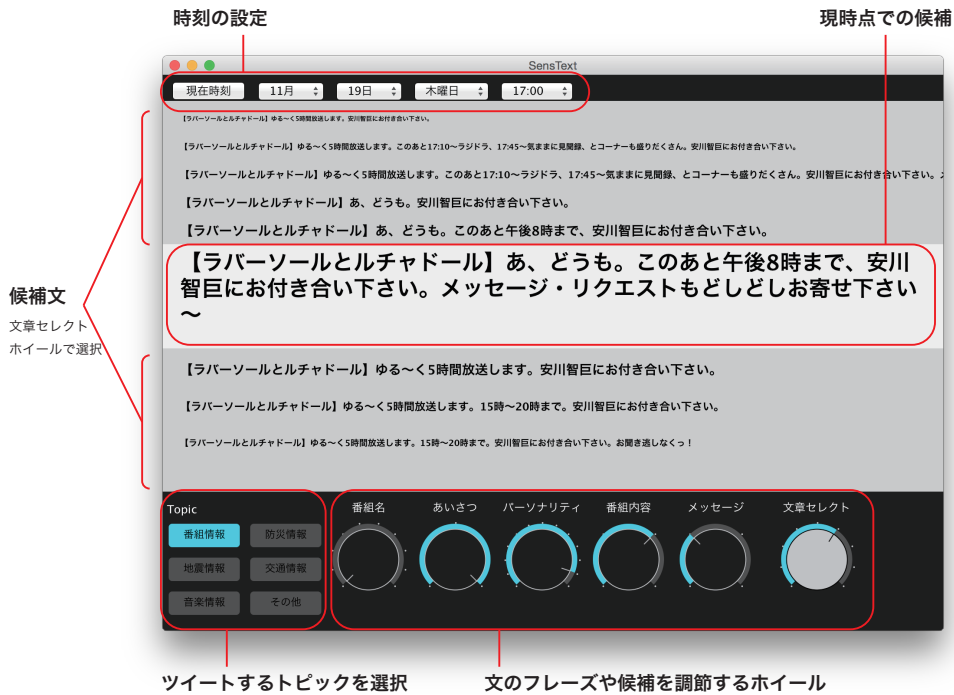 時刻の設定
現時点での候補
SensText
現在時刻 11月 19日 木曜日 17:00
【ラバーソールとルチャドール】ゆる～く5時間放送します。安川智巨にお付き合い下さい。
【ラバーソールとルチャドール】ゆる～く5時間放送します。このあと17:10～ラジドラ、17:45～気ままに見聞録、とコーナーも盛りだくさん。安川智巨にお付き合い下さい。
【ラバーソールとルチャドール】ゆる～く5時間放送します。このあと17:10～ラジドラ、17:45～気ままに見聞録、とコーナーも盛りだくさん。安川智巨にお付き合い下さい。
【ラバーソールとルチャドール】あ、どうも。安川智巨にお付き合い下さい。
【ラバーソールとルチャドール】あ、どうも。このあと午後8時まで、安川智巨にお付き合い下さい。
【ラバーソールとルチャドール】あ、どうも。このあと午後8時まで、安川
智巨にお付き合い下さい。メッセージ・リクエストもどしどしお寄せ下さい
～
候補文
文章セレクト
ホイールで選択
【ラバーソールとルチャドール】ゆる～く5時間放送します。安川智巨にお付き合い下さい。
【ラバーソールとルチャドール】ゆる～く5時間放送します。15時～20時まで。安川智巨にお付き合い下さい。
【ラバーソールとルチャドール】ゆる～く5時間放送します。15時～20時まで。安川智巨にお付き合い下さい。お聞き逃しなくっ！
Topic
番組情報 防災情報
地震情報 交通情報
音楽情報 その他
番組名 あいさつ パーソナリティ 番組内容 メッセージ 文章セレクト
ツイートするトピックを選択
文のフレーズや候補を調節するホイール